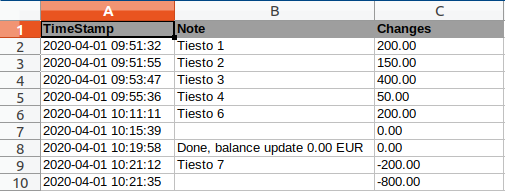 A B C
1 TimeStamp Note Changes
2 2020-04-01 09:51:32 Tiesto 1 200.00
3 2020-04-01 09:51:55 Tiesto 2 150.00
4 2020-04-01 09:53:47 Tiesto 3 400.00
5 2020-04-01 09:55:36 Tiesto 4 50.00
6 2020-04-01 10:11:11 Tiesto 6 200.00
7 2020-04-01 10:15:39 0.00
8 2020-04-01 10:19:58 Done, balance update 0.00 EUR 0.00
9 2020-04-01 10:21:12 Tiesto 7 -200.00
10 2020-04-01 10:21:35 -800.00